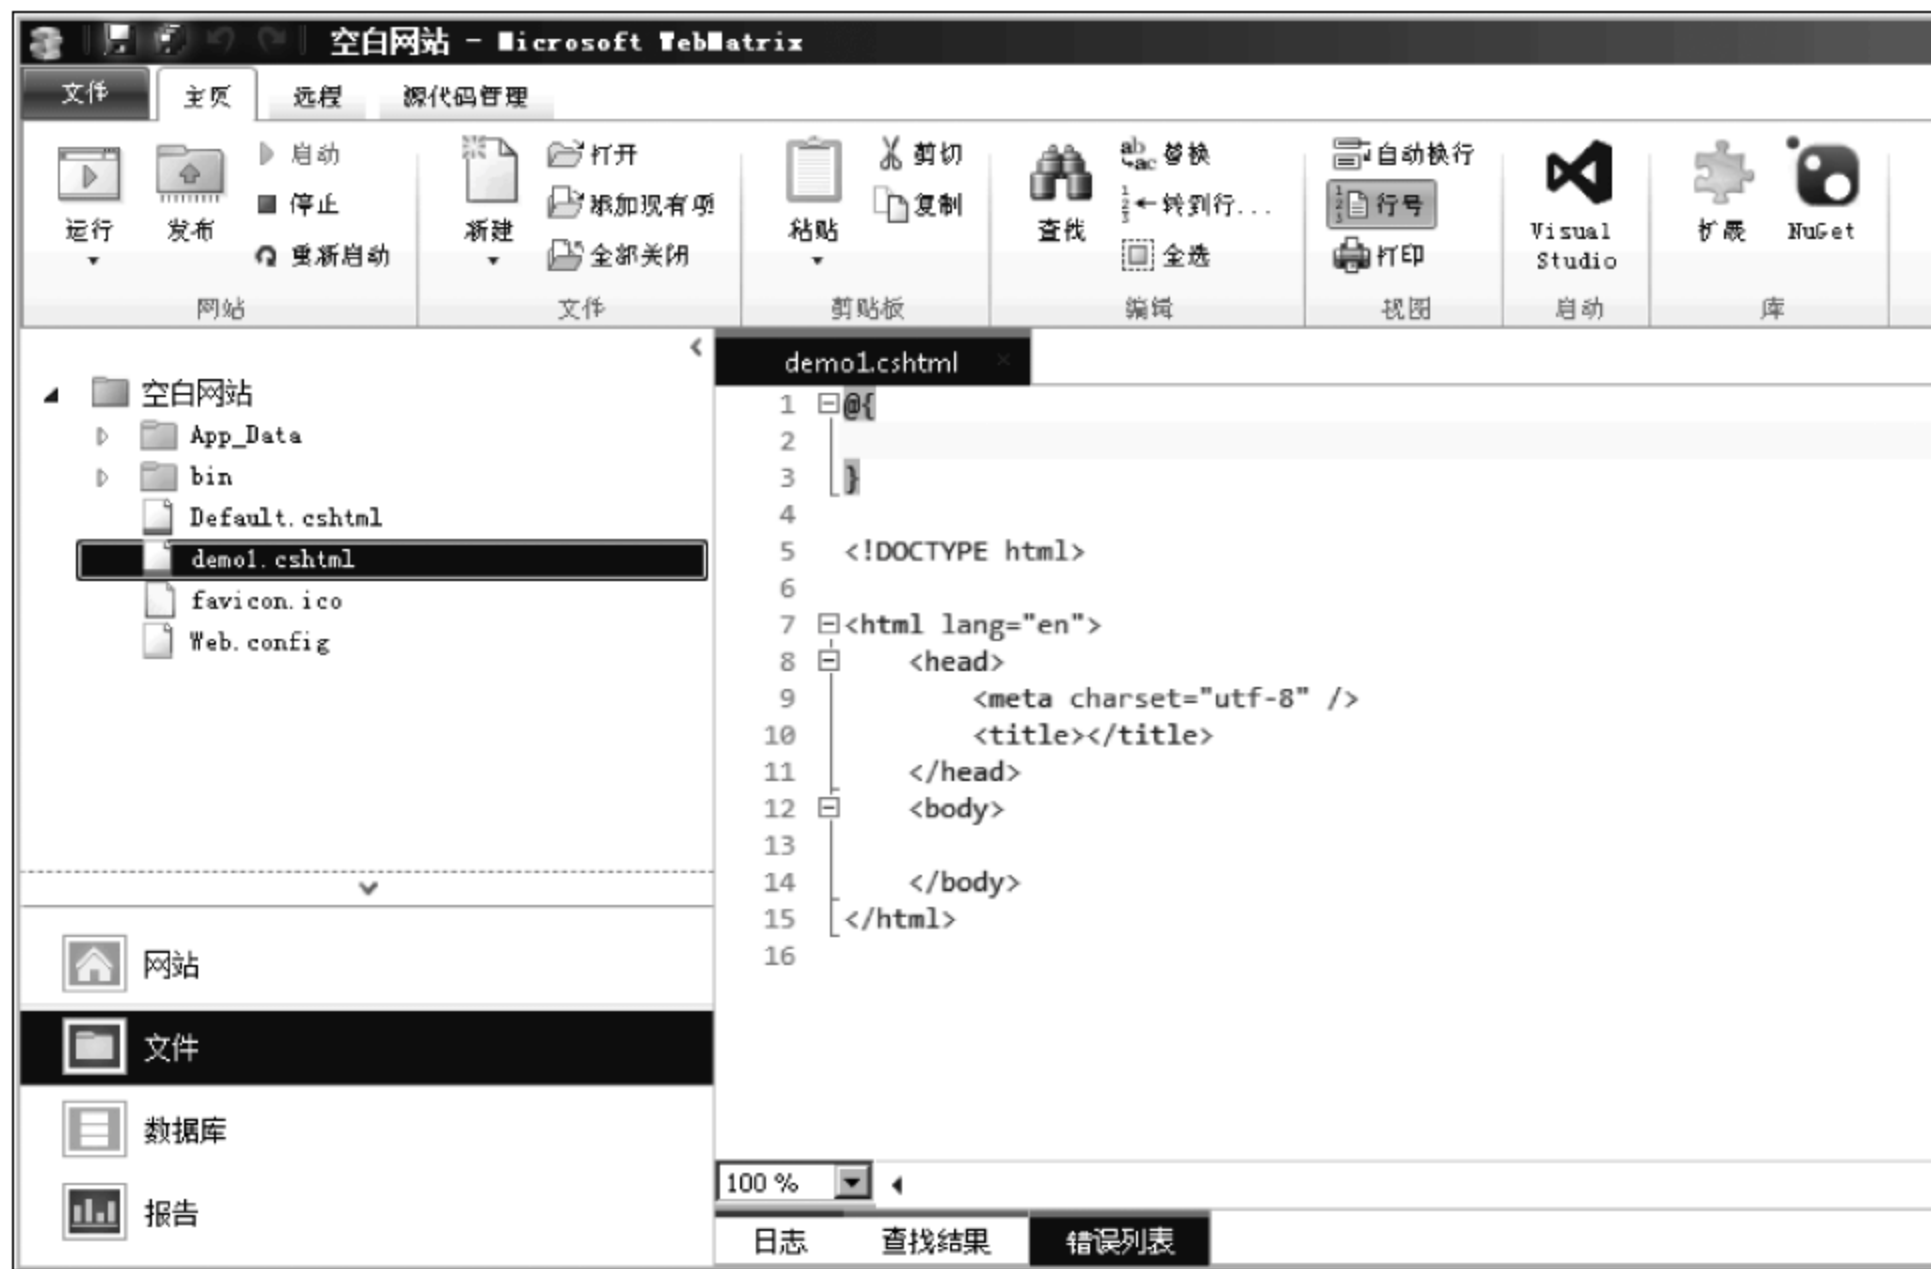 空白网站 - Microsoft WebMatrix
文件 主页 远程 源代码管理
运行 发布 启动 停止 重新启动
网站
新建 打开 添加现有项 全部关闭
文件
粘贴 剪切 复制
剪贴板
查找 ab ac 替换 1 2 3 转到行... 全选
编辑
自动换行 1 2 3 行号 打印
视图
Visual
Studio
启动
扩展 NuGet
库
空白网站
App_Data
bin
Default.cshtml
demo1.cshtml
favicon.ico
Web.config
网站
文件
数据库
报告
demo1.cshtml ×
1 @{
2
3 }
4
5 <!DOCTYPE html>
6
7 <html lang="en">
8 <head>
9 <meta charset="utf-8" />
10 <title></title>
11 </head>
12 <body>
13
14 </body>
15 </html>
16
100 %
日志 查找结果 错误列表